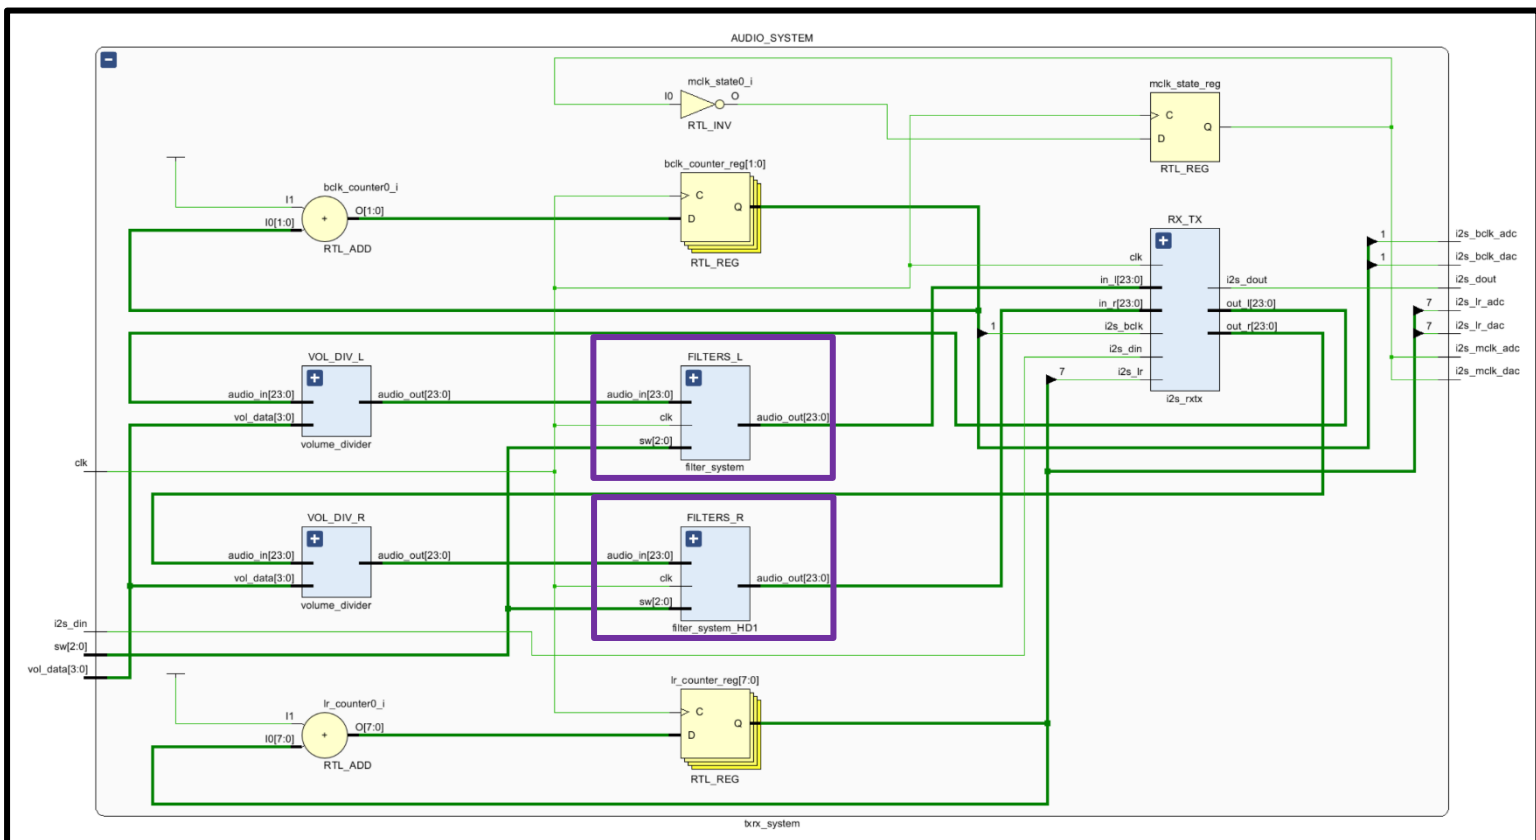 AUDIO_SYSTEM
mclk_state0_i
I0
O
RTL_INV
mclk_state_reg
C
D
Q
RTL_REG
bclk_counter0_i
I1
I0[1:0]
O[1:0]
+
RTL_ADD
bclk_counter_reg[1:0]
C
D
Q
RTL_REG
RX_TX
clk
in_l[23:0]
in_r[23:0]
1
i2s_bclk
i2s_din
7
i2s_lr
i2s_dout
out_l[23:0]
out_r[23:0]
i2s_rxtx
1
i2s_bclk_adc
1
i2s_bclk_dac
i2s_dout
7
i2s_lr_adc
7
i2s_lr_dac
i2s_mclk_adc
i2s_mclk_dac
VOL_DIV_L
audio_in[23:0]
vol_data[3:0]
audio_out[23:0]
volume_divider
FILTERS_L
audio_in[23:0]
clk
sw[2:0]
audio_out[23:0]
filter_system
clk
VOL_DIV_R
audio_in[23:0]
vol_data[3:0]
audio_out[23:0]
volume_divider
FILTERS_R
audio_in[23:0]
clk
sw[2:0]
audio_out[23:0]
filter_system_HD1
i2s_din
sw[2:0]
vol_data[3:0]
lr_counter0_i
I1
I0[7:0]
O[7:0]
+
RTL_ADD
lr_counter_reg[7:0]
C
D
Q
RTL_REG
txrx_system